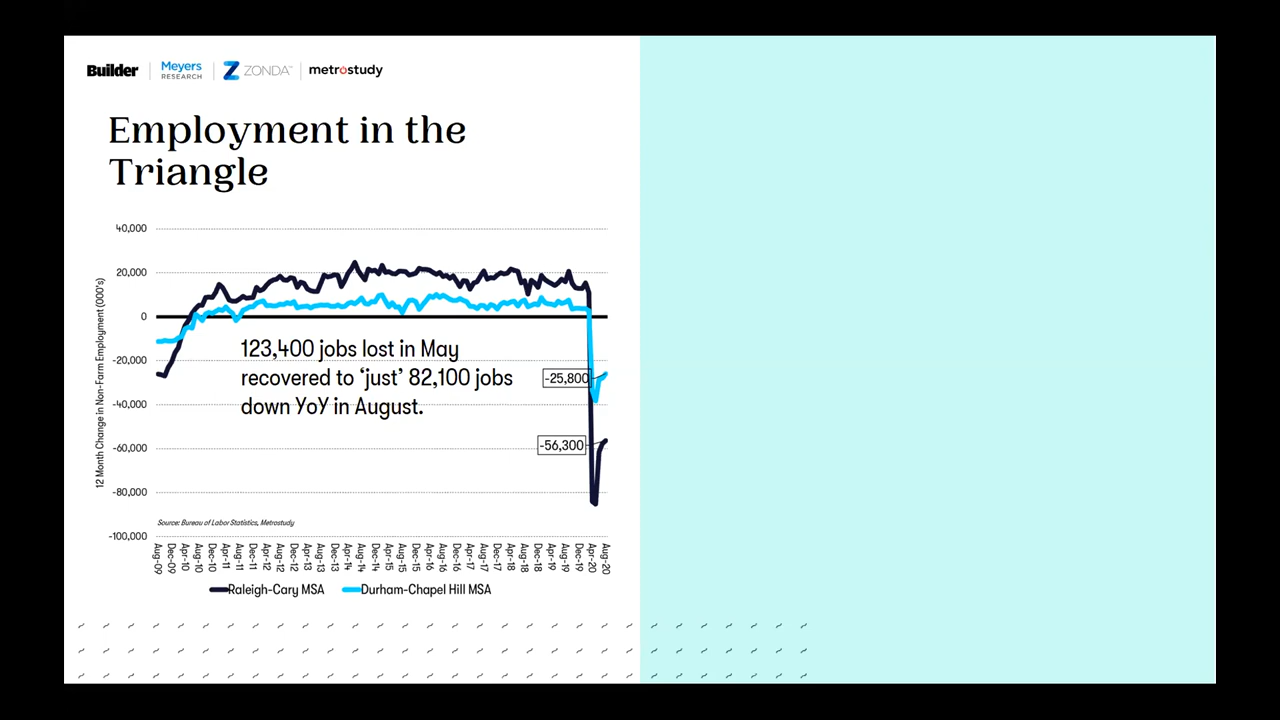 Builder
Meyers
RESEARCH
ZONDA™
metrostudy
Employment in the
Triangle
12 Month Change in Non-Farm Employment (000's)
40,000
20,000
0
-20,000
-40,000
-60,000
-80,000
-100,000
123,400 jobs lost in May
recovered to ‘just’ 82,100 jobs
down YoY in August.
-25,800
-56,300
Source: Bureau of Labor Statistics, Metrostudy
Aug-09
Dec-09
Apr-10
Aug-10
Dec-10
Apr-11
Aug-11
Dec-11
Apr-12
Aug-12
Dec-12
Apr-13
Aug-13
Dec-13
Apr-14
Aug-14
Dec-14
Apr-15
Aug-15
Dec-15
Apr-16
Aug-16
Dec-16
Apr-17
Aug-17
Dec-17
Apr-18
Aug-18
Dec-18
Apr-19
Aug-19
Dec-19
Apr-20
Aug-20
Raleigh-Cary MSA
Durham-Chapel Hill MSA